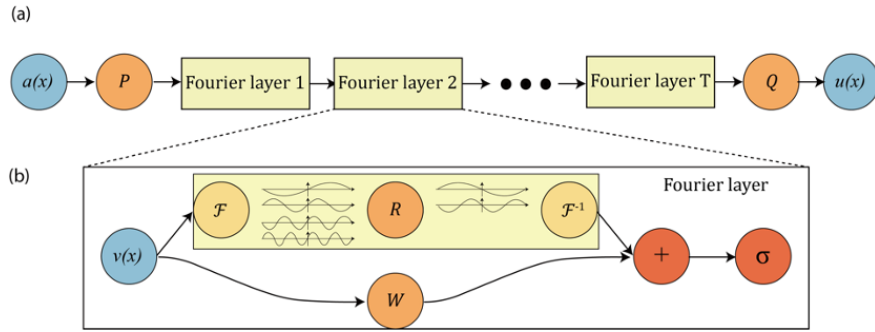 (a)
a(x) P Fourier layer 1 Fourier layer 2 Fourier layer T Q u(x)
(b)
Fourier layer
ℱ R ℱ⁻¹
v(x) + σ
W